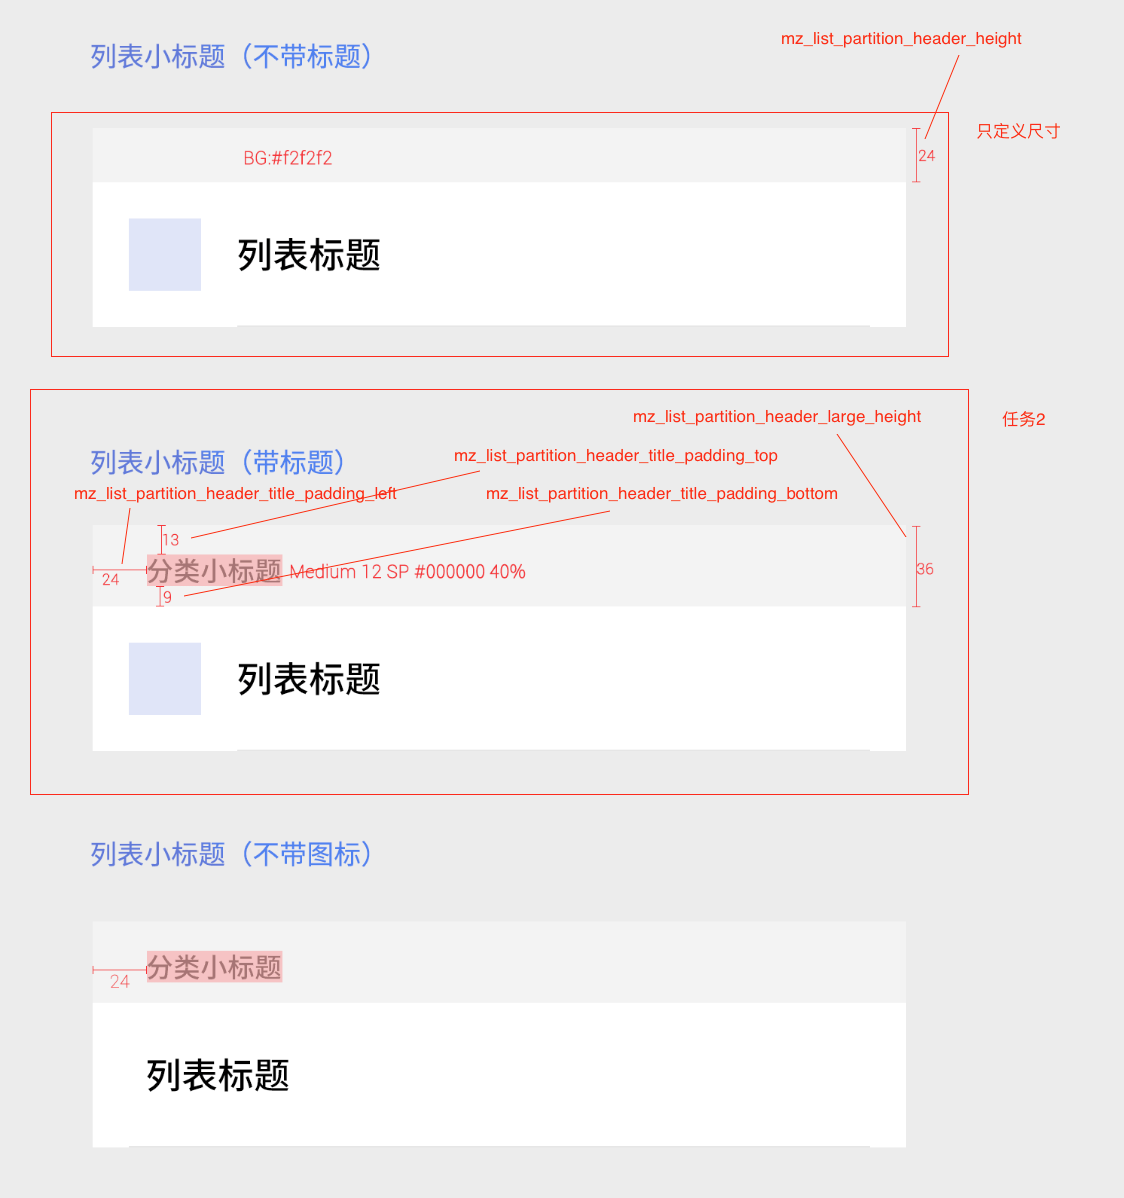 列表小标题（不带标题）
mz_list_partition_header_height
只定义尺寸
BG:#f2f2f2
24
列表标题
mz_list_partition_header_large_height
任务2
列表小标题（带标题）
mz_list_partition_header_title_padding_top
mz_list_partition_header_title_padding_left
mz_list_partition_header_title_padding_bottom
13
24
分类小标题
Medium 12 SP #000000 40%
36
9
列表标题
列表小标题（不带图标）
24
分类小标题
列表标题